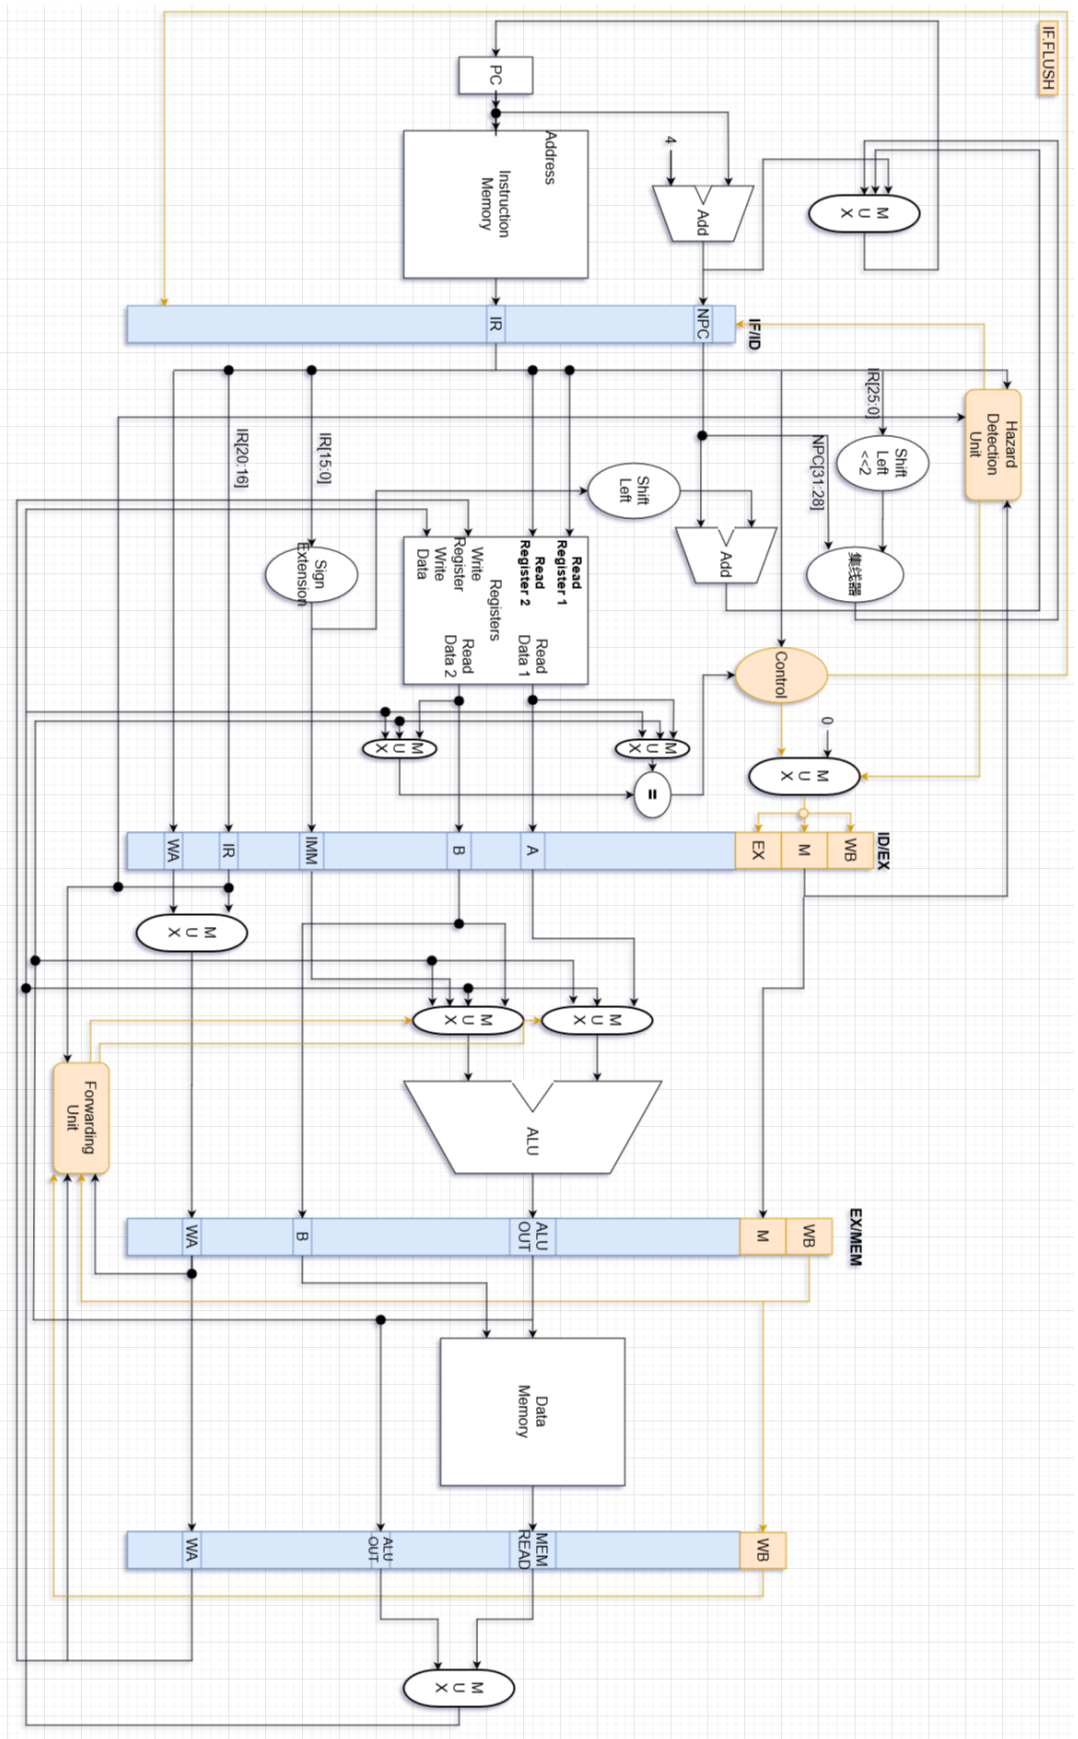 IF.FLUSH
PC
Address
Instruction
Memory
4
Add
M
U
X
IF/ID
NPC
IR
Hazard
Detection
Unit
IR[25:0]
Shift
Left
<<2
NPC[31:28]
集线器
IR[15:0]
IR[20:16]
Shift
Left
Add
Sign
Extension
Read
Register 1
Read
Register 2
Registers
Write
Register
Write
Data
Read
Data 1
Read
Data 2
Control
0
M
U
X
M
U
X
M
U
X
=
ID/EX
WB
M
EX
A
B
IMM
IR
WA
M
U
X
M
U
X
M
U
X
ALU
Forwarding
Unit
EX/MEM
WB
M
ALU
OUT
B
WA
Data
Memory
WB
MEM
READ
ALU
OUT
WA
M
U
X